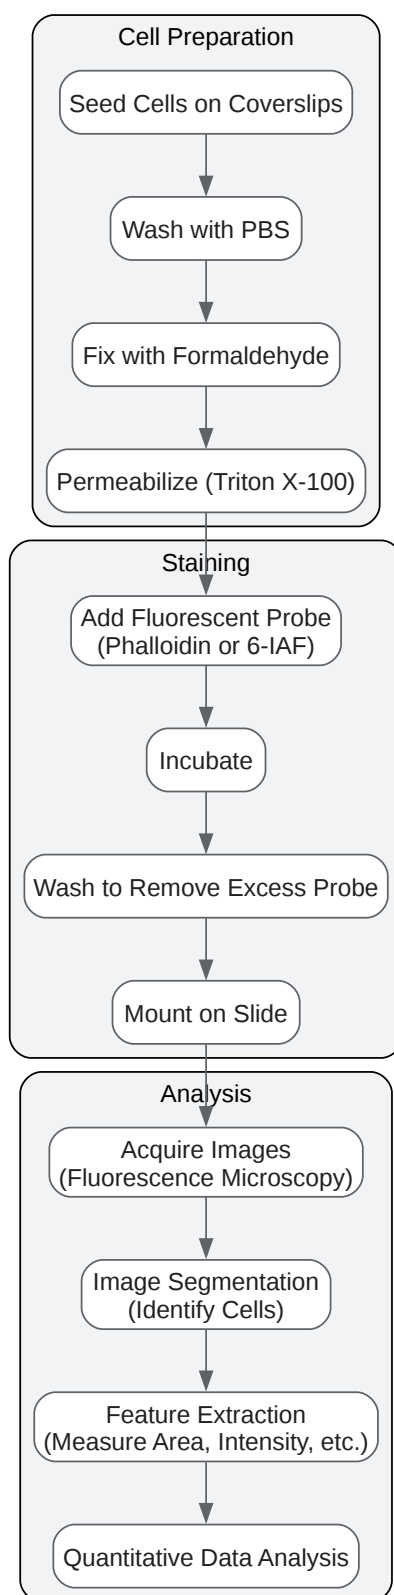 Cell Preparation
Seed Cells on Coverslips
Wash with PBS
Fix with Formaldehyde
Permeabilize (Triton X-100)
Staining
Add Fluorescent Probe
(Phalloidin or 6-IAF)
Incubate
Wash to Remove Excess Probe
Mount on Slide
Analysis
Acquire Images
(Fluorescence Microscopy)
Image Segmentation
(Identify Cells)
Feature Extraction
(Measure Area, Intensity, etc.)
Quantitative Data Analysis